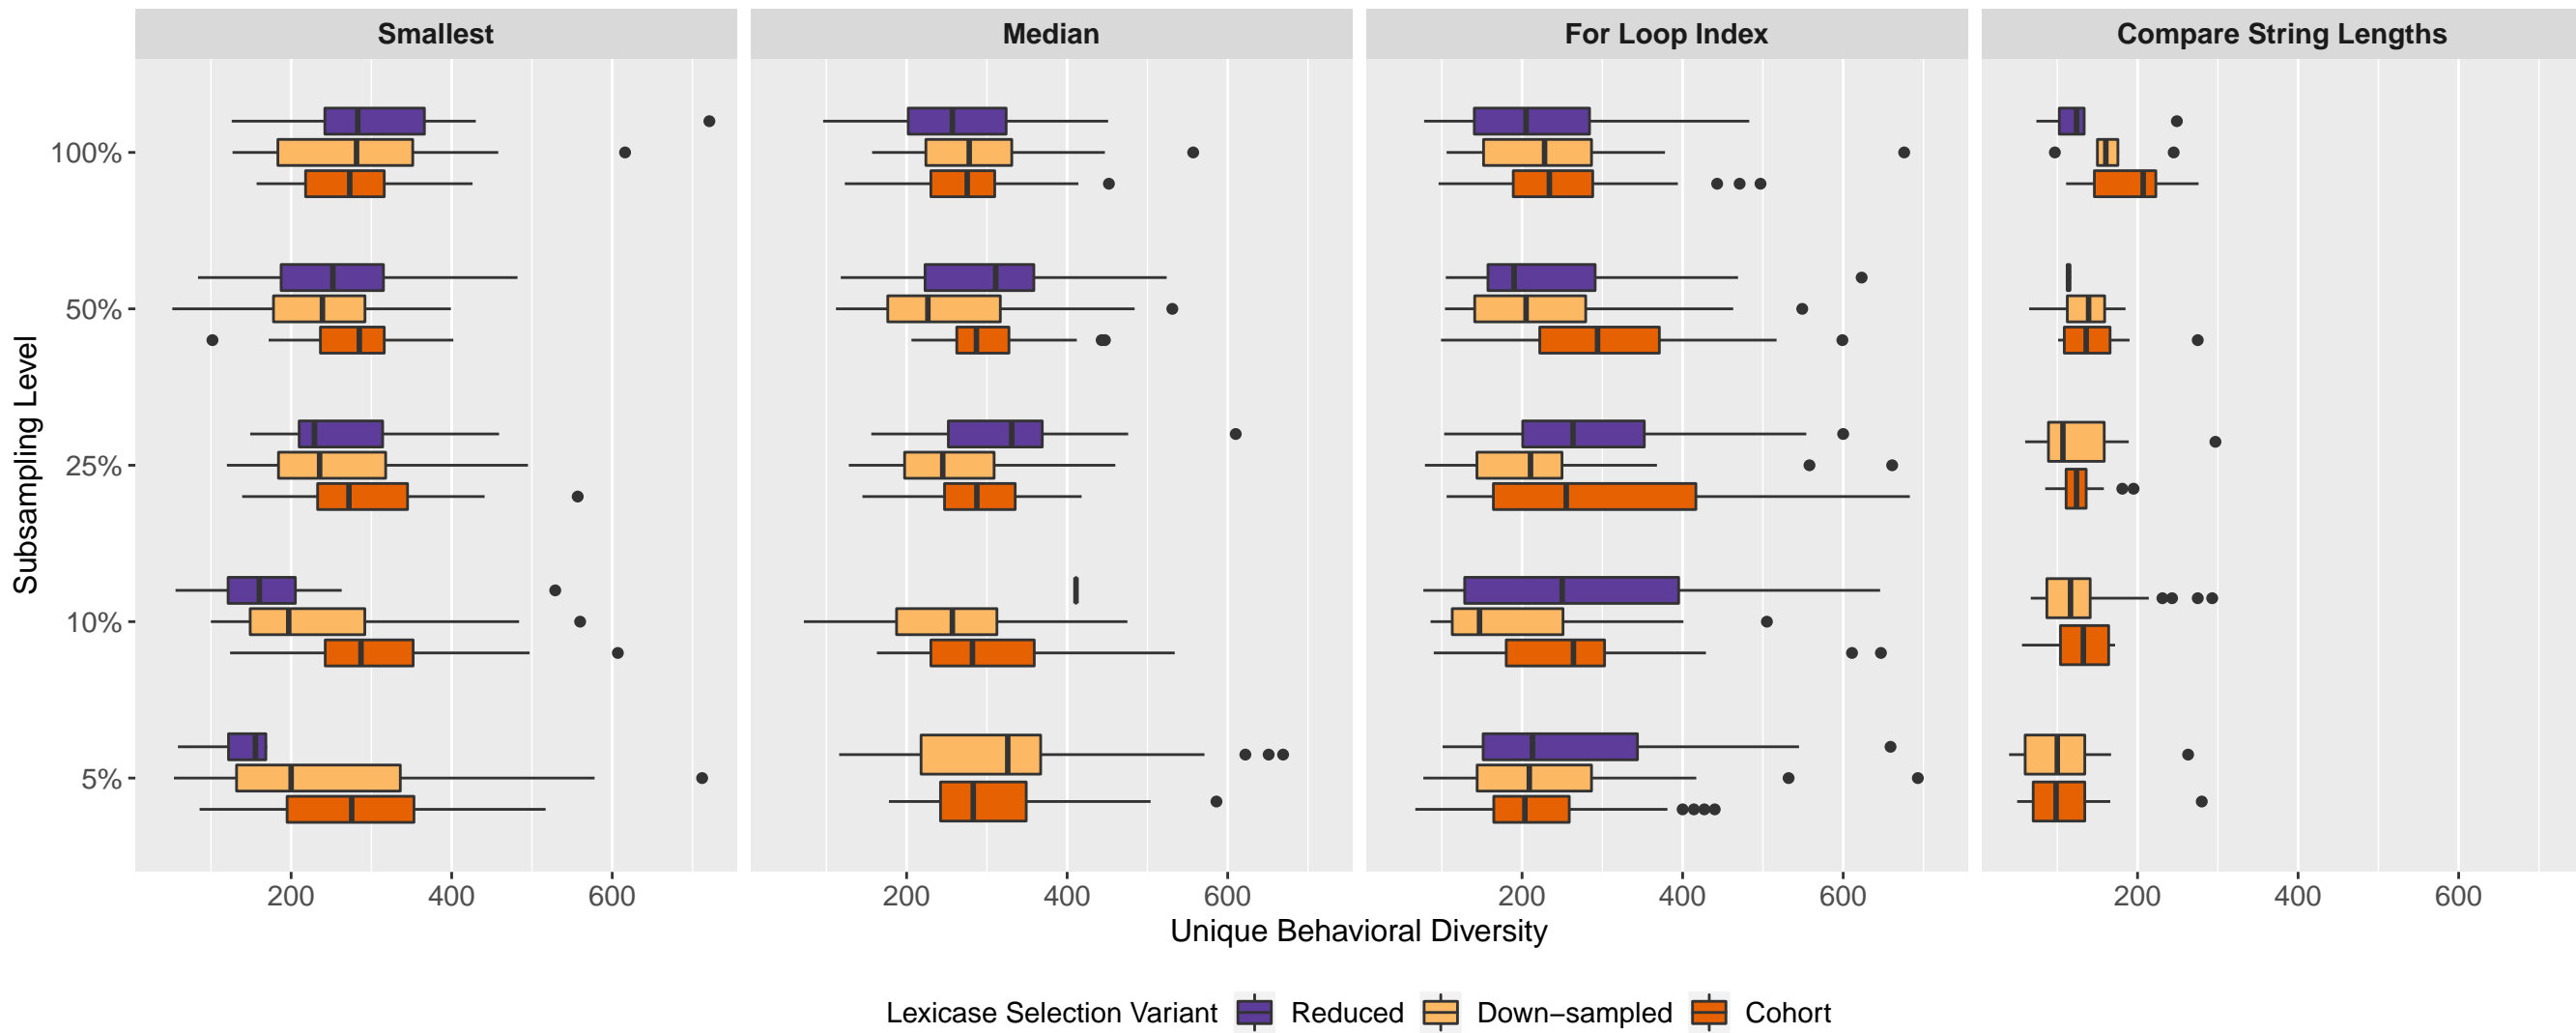 Smallest Median For Loop Index Compare String Lengths
Subsampling Level
100%
50%
25%
10%
5%
200 400 600 200 400 600 200 400 600 200 400 600
Unique Behavioral Diversity
Lexicase Selection Variant Reduced Down−sampled Cohort